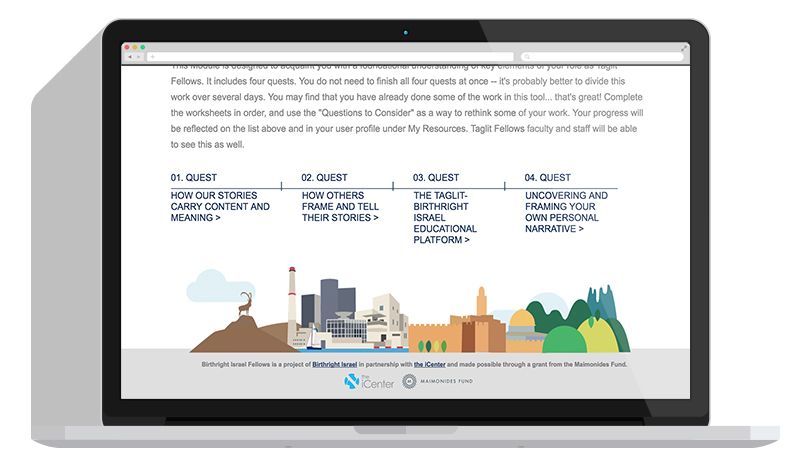 This Module is designed to acquaint you with a foundational understanding of key elements of your role as Taglit
Fellows. It includes four quests. You do not need to finish all four quests at once -- it's probably better to divide this
work over several days. You may find that you have already done some of the work in this tool... that's great! Complete
the worksheets in order, and use the "Questions to Consider" as a way to rethink some of your work. Your progress will
be reflected on the list above and in your user profile under My Resources. Taglit Fellows faculty and staff will be able
to see this as well.
01. QUEST
HOW OUR STORIES
CARRY CONTENT AND
MEANING >
02. QUEST
HOW OTHERS
FRAME AND TELL
THEIR STORIES >
03. QUEST
THE TAGLIT-
BIRTHRIGHT
ISRAEL
EDUCATIONAL
PLATFORM >
04. QUEST
UNCOVERING AND
FRAMING YOUR
OWN PERSONAL
NARRATIVE >
Birthright Israel Fellows is a project of Birthright Israel in partnership with the iCenter and made possible through a grant from the Maimonides Fund.
the
iCenter
MAIMONIDES FUND